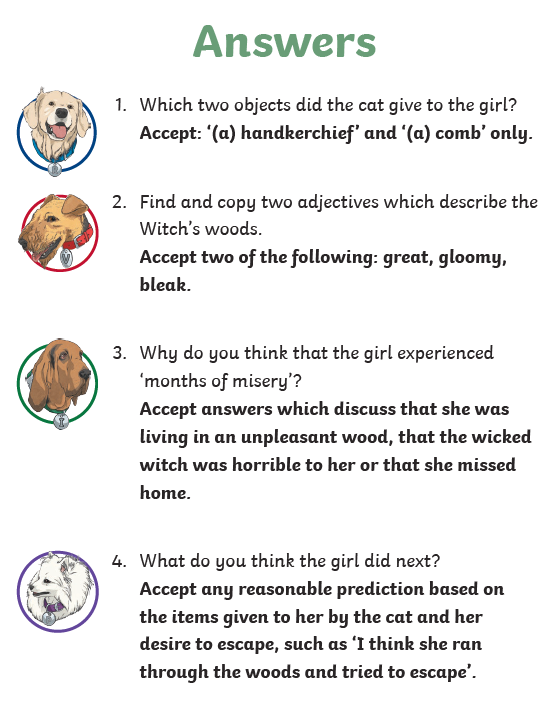 Answers
1. Which two objects did the cat give to the girl?
Accept: ‘(a) handkerchief’ and ‘(a) comb’ only.
2. Find and copy two adjectives which describe the
Witch’s woods.
Accept two of the following: great, gloomy,
bleak.
3. Why do you think that the girl experienced
‘months of misery’?
Accept answers which discuss that she was
living in an unpleasant wood, that the wicked
witch was horrible to her or that she missed
home.
4. What do you think the girl did next?
Accept any reasonable prediction based on
the items given to her by the cat and her
desire to escape, such as ‘I think she ran
through the woods and tried to escape’.